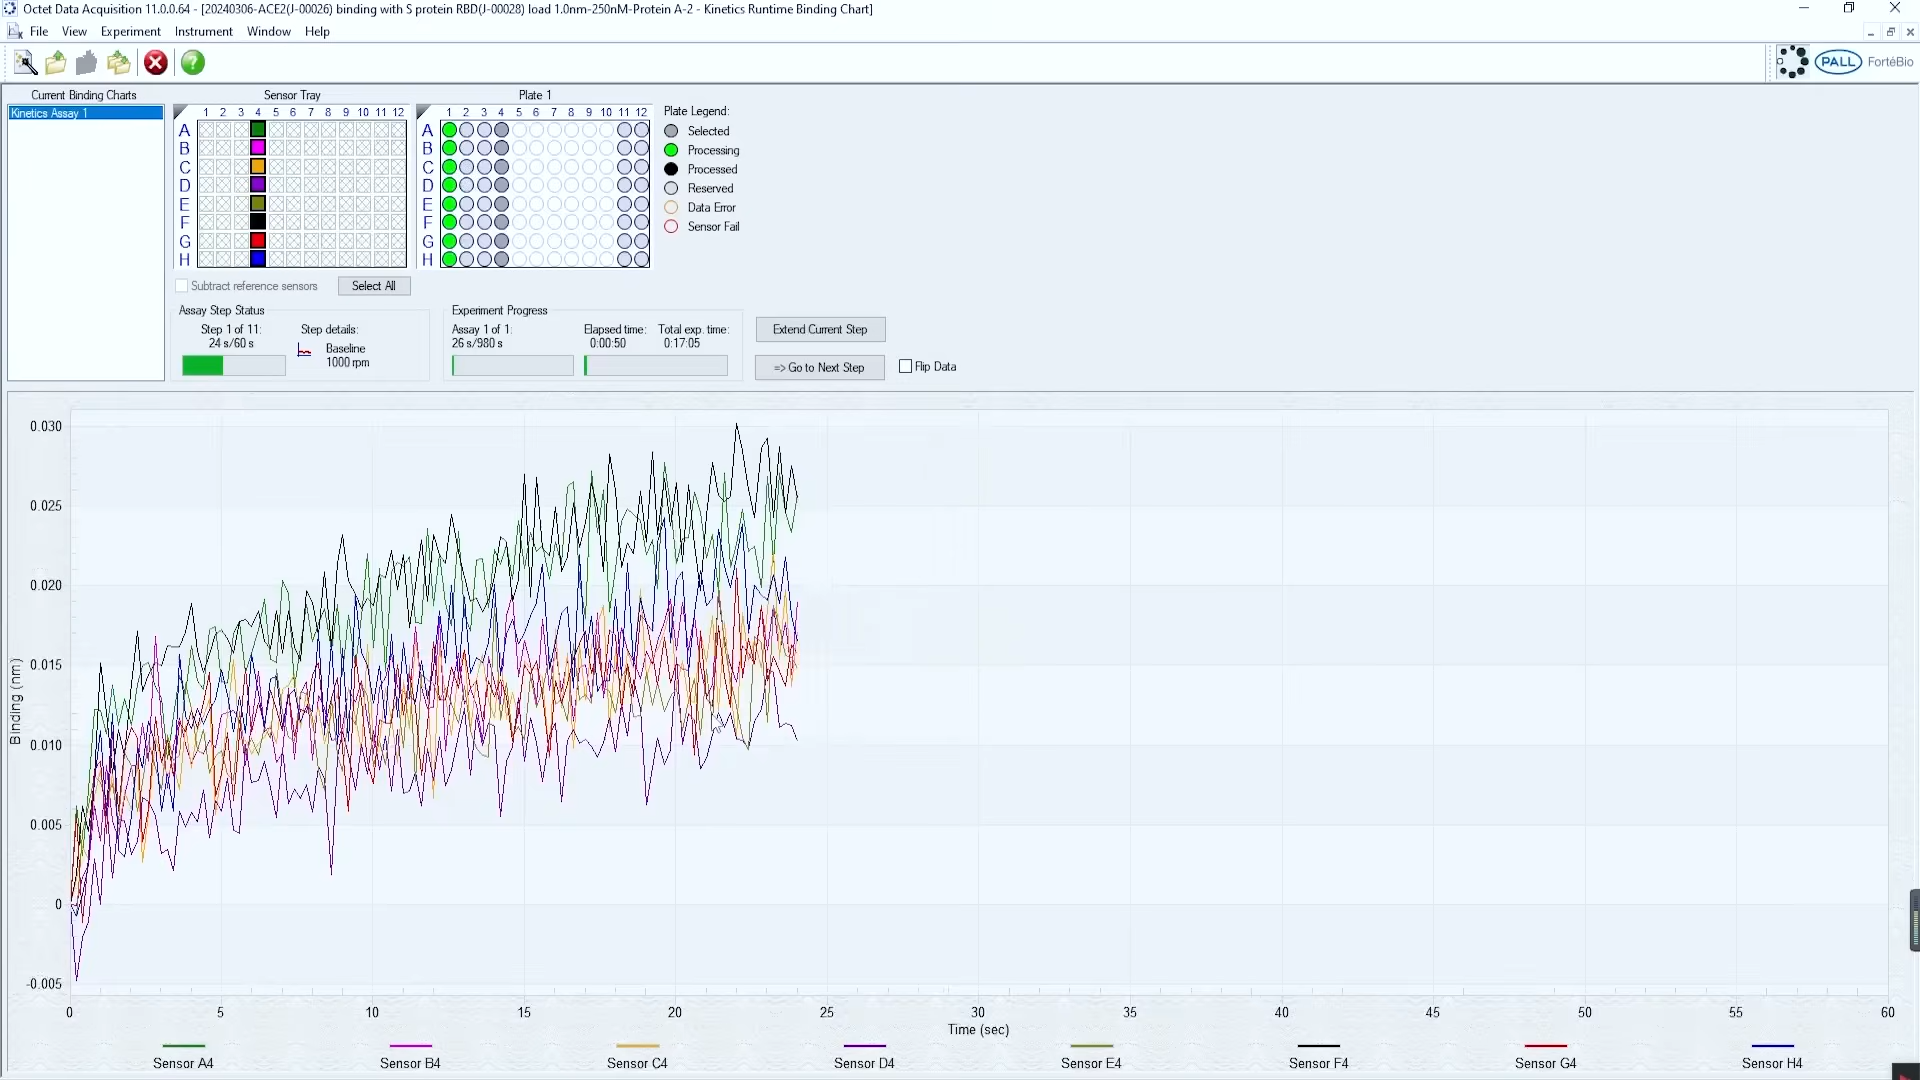 Octet Data Acquisition 11.0.0.64 - [20240306-ACE2(J-00026) binding with S protein RBD(J-00028) load 1.0nm-250nM-Protein A-2 - Kinetics Runtime Binding Chart]
File View Experiment Instrument Window Help
PALL FortéBio
Current Binding Charts
Kinetics Assay 1
Sensor Tray
1 2 3 4 5 6 7 8 9 10 11 12
A
B
C
D
E
F
G
H
Plate 1
1 2 3 4 5 6 7 8 9 10 11 12
A
B
C
D
E
F
G
H
Plate Legend:
Selected
Processing
Processed
Reserved
Data Error
Sensor Fail
Subtract reference sensors
Select All
Assay Step Status
Step 1 of 11:
24 s/60 s
Step details:
Baseline
1000 rpm
Experiment Progress
Assay 1 of 1:
26 s/980 s
Elapsed time:
0:00:50
Total exp. time:
0:17:05
Extend Current Step
=> Go to Next Step
Flip Data
Binding (nm)
0.030
0.025
0.020
0.015
0.010
0.005
0
-0.005
0 5 10 15 20 25 30 35 40 45 50 55 60
Time (sec)
Sensor A4 Sensor B4 Sensor C4 Sensor D4 Sensor E4 Sensor F4 Sensor G4 Sensor H4